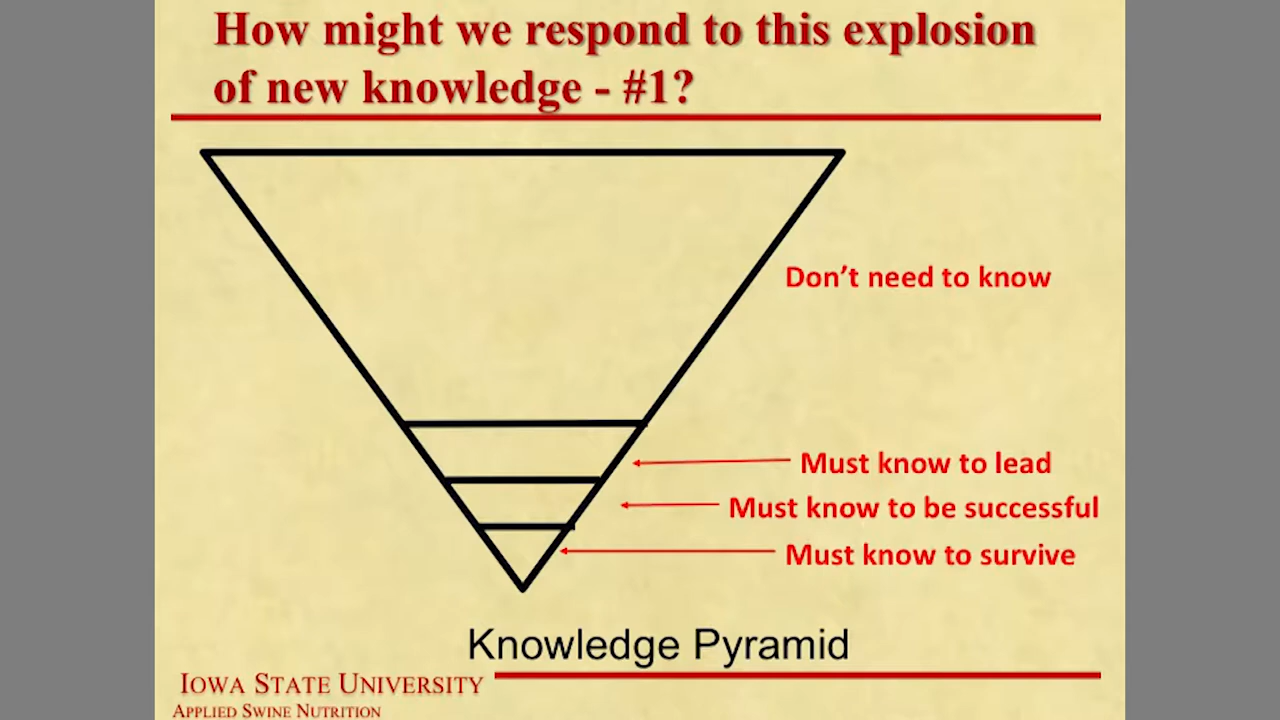 How might we respond to this explosion
of new knowledge - #1?
Don't need to know
Must know to lead
Must know to be successful
Must know to survive
Knowledge Pyramid
IOWA STATE UNIVERSITY
APPLIED SWINE NUTRITION